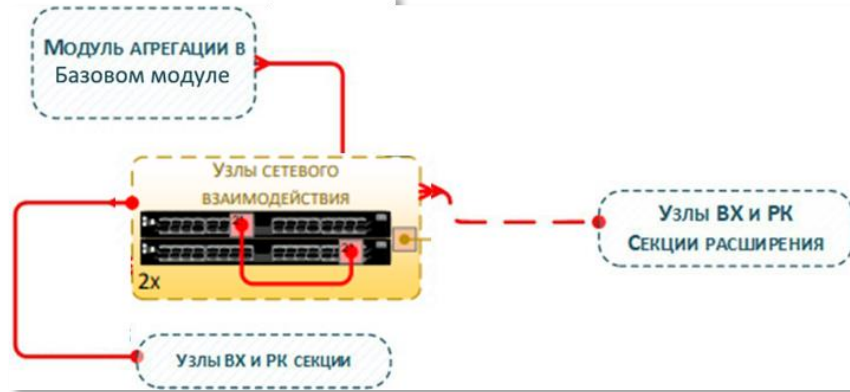 Модуль агрегации в
Базовом модуле
Узлы сетевого
взаимодействия
2x
Узлы ВХ и РК
Секции расширения
Узлы ВХ и РК секции